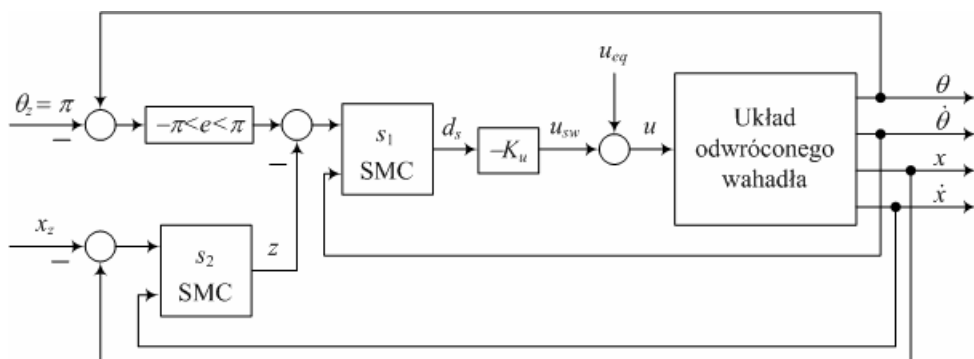 θz = π
−
−π<e<π
−
s1
SMC
ds
−Ku
usw
ueq
u
Układ
odwróconego
wahadła
θ
θ̇
x
ẋ
xz
−
s2
SMC
z